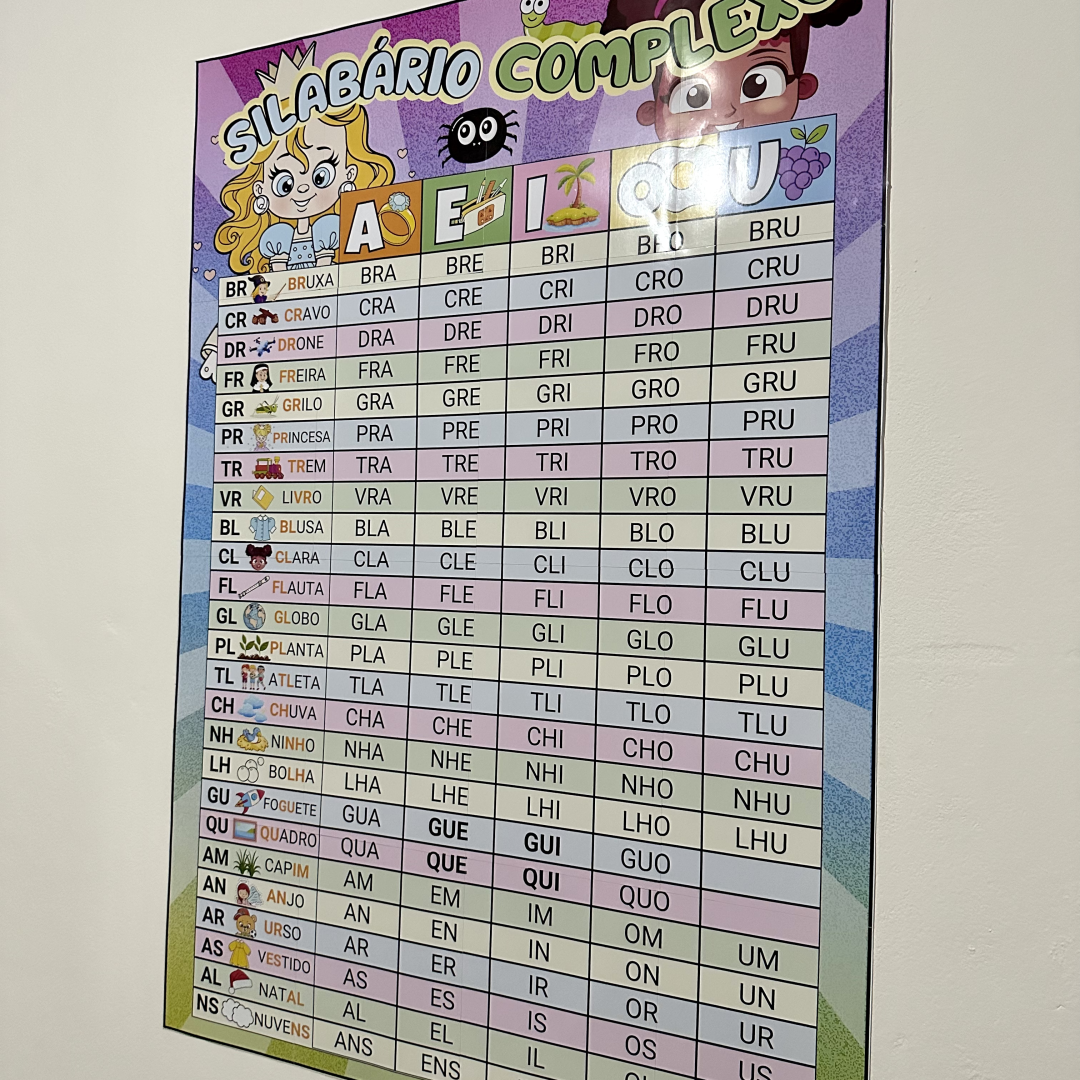 SILABÁRIO COMPLEXO
A E I O U
BR BRUXA BRA BRE BRI BRO BRU
CR CRAVO CRA CRE CRI CRO CRU
DR DRONE DRA DRE DRI DRO DRU
FR FREIRA FRA FRE FRI FRO FRU
GR GRILO GRA GRE GRI GRO GRU
PR PRINCESA PRA PRE PRI PRO PRU
TR TREM TRA TRE TRI TRO TRU
VR LIVRO VRA VRE VRI VRO VRU
BL BLUSA BLA BLE BLI BLO BLU
CL CLARA CLA CLE CLI CLO CLU
FL FLAUTA FLA FLE FLI FLO FLU
GL GLOBO GLA GLE GLI GLO GLU
PL PLANTA PLA PLE PLI PLO PLU
TL ATLETA TLA TLE TLI TLO TLU
CH CHUVA CHA CHE CHI CHO CHU
NH NINHO NHA NHE NHI NHO NHU
LH BOLHA LHA LHE LHI LHO LHU
GU FOGUETE GUA GUE GUI GUO
QU QUADRO QUA QUE QUI QUO
AM CAPIM AM EM IM OM UM
AN ANJO AN EN IN ON UN
AR URSO AR ER IR OR UR
AS VESTIDO AS ES IS OS US
AL NATAL AL EL IL
NS NUVENS ANS ENS